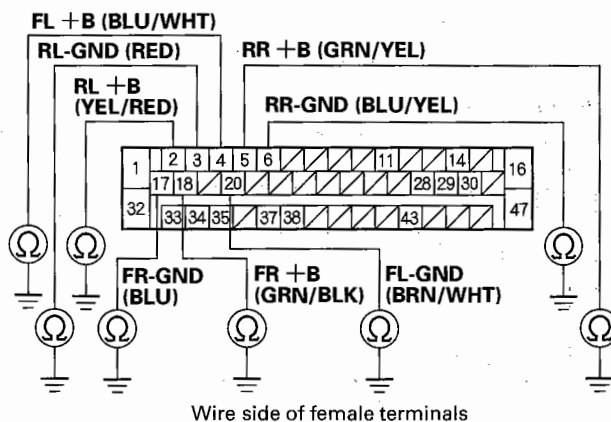 FL +B (BLU/WHT)
RL-GND (RED)
RR +B (GRN/YEL)
RL +B
(YEL/RED)
RR-GND (BLU/YEL)
1 2 3 4 5 6 11 14 16
17 18 20 28 29 30
32 33 34 35 37 38 43 47
Ω Ω Ω
FR-GND
(BLU)
FR +B
(GRN/BLK)
FL-GND
(BRN/WHT)
Ω Ω Ω Ω Ω
Wire side of female terminals